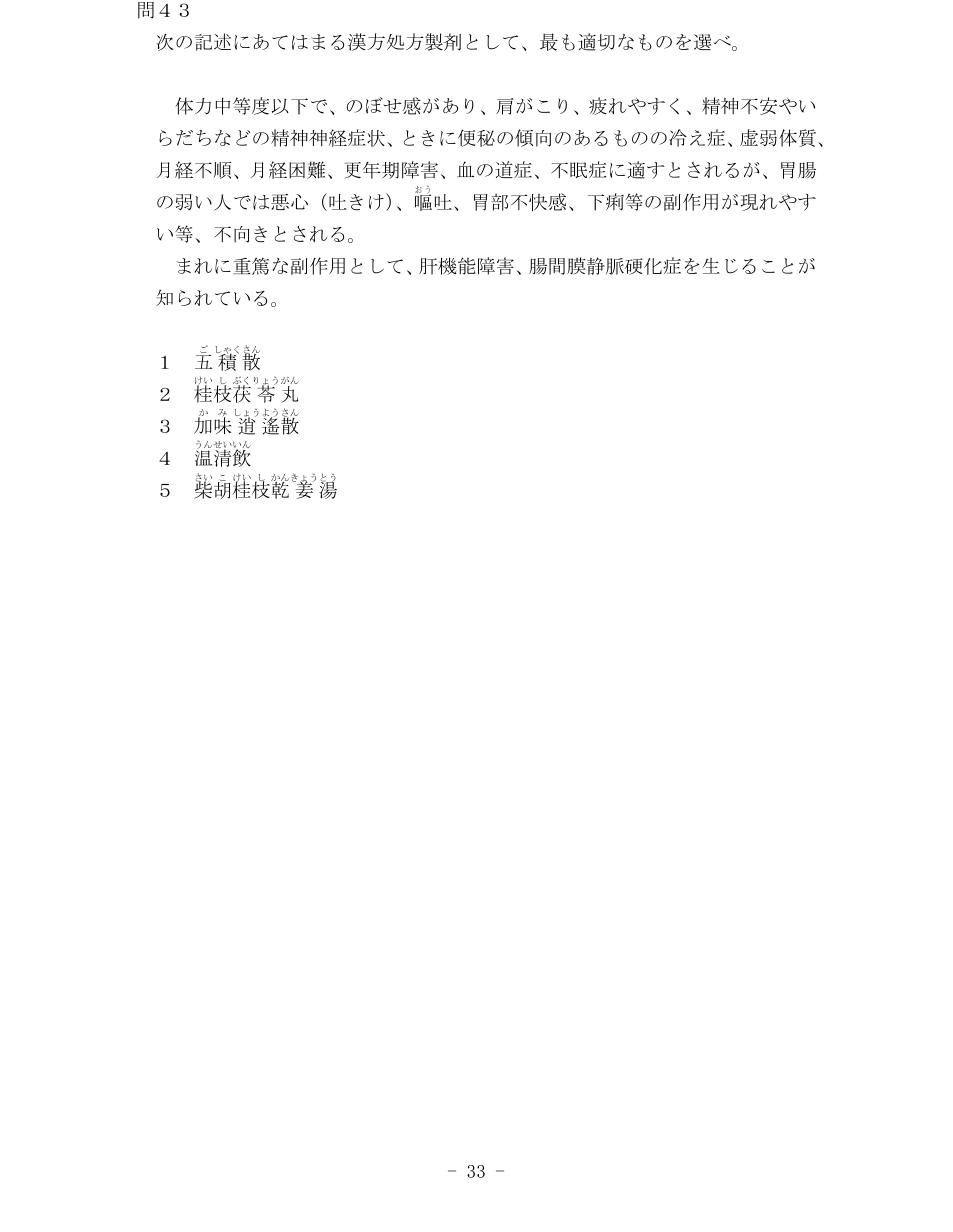 問４３
次の記述にあてはまる漢方処方製剤として、最も適切なものを選べ。
体力中等度以下で、のぼせ感があり、肩がこり、疲れやすく、精神不安やい
らだちなどの精神神経症状、ときに便秘の傾向のあるものの冷え症、虚弱体質、
月経不順、月経困難、更年期障害、血の道症、不眠症に適すとされるが、胃腸
の弱い人では悪心（吐きけ）、嘔吐、胃部不快感、下痢等の副作用が現れやす
い等、不向きとされる。
まれに重篤な副作用として、肝機能障害、腸間膜静脈硬化症を生じることが
知られている。
１　五積散
２　桂枝茯苓丸
３　加味逍遙散
４　温清飲
５　柴胡桂枝乾姜湯
－ 33 －